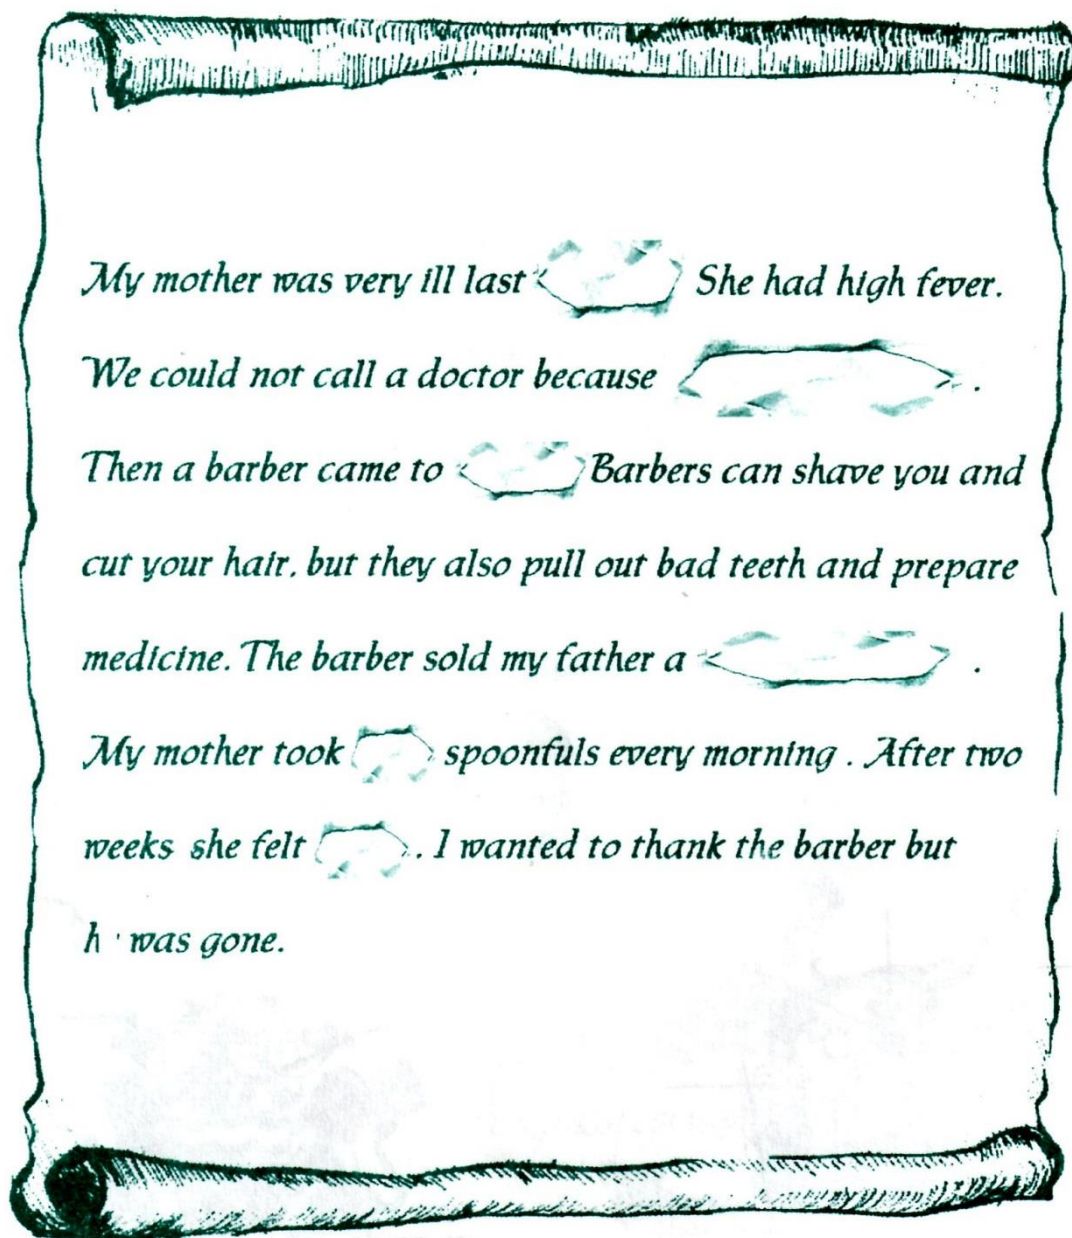 My mother was very ill last She had high fever.
We could not call a doctor because .
Then a barber came to Barbers can shave you and
cut your hair, but they also pull out bad teeth and prepare
medicine. The barber sold my father a .
My mother took spoonfuls every morning . After two
weeks she felt . I wanted to thank the barber but
h was gone.